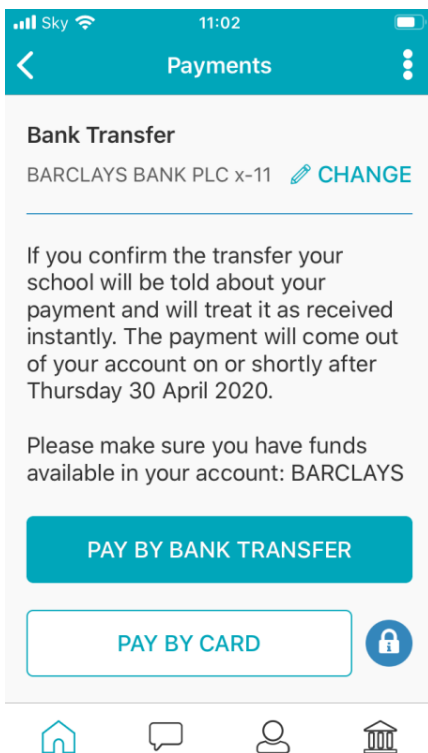 Sky 11:02
Payments
Bank Transfer
BARCLAYS BANK PLC x-11 CHANGE
If you confirm the transfer your
school will be told about your
payment and will treat it as received
instantly. The payment will come out
of your account on or shortly after
Thursday 30 April 2020.
Please make sure you have funds
available in your account: BARCLAYS
PAY BY BANK TRANSFER
PAY BY CARD